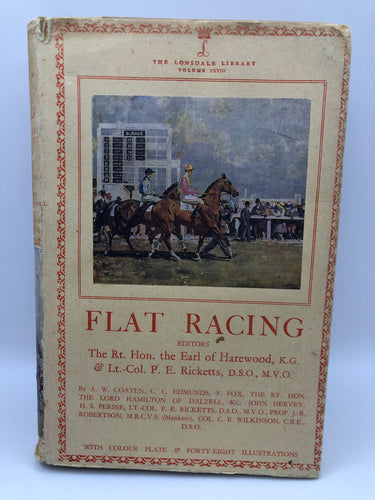 L
THE LONSDALE LIBRARY
VOLUME XXVIII
FLAT RACING
EDITORS
The Rt. Hon. the Earl of Harewood, K.G.
& Lt.-Col. P. E. Ricketts, D.S.O., M.V.O.
By A. W. COATEN, C. C. EDMUNDS, F. FOX, THE RT. HON.
THE LORD HAMILTON OF DALZELL, Kt., JOHN HERVEY,
H. S. PERSSE, LT.-COL. P. E. RICKETTS, D.S.O., M.V.O., PROF. J. B.
ROBERTSON, M.R.C.V.S. (Mankato), COL. C. E. WILKINSON, C.B.E.,
D.S.O.
WITH COLOUR PLATE & FORTY-EIGHT ILLUSTRATIONS